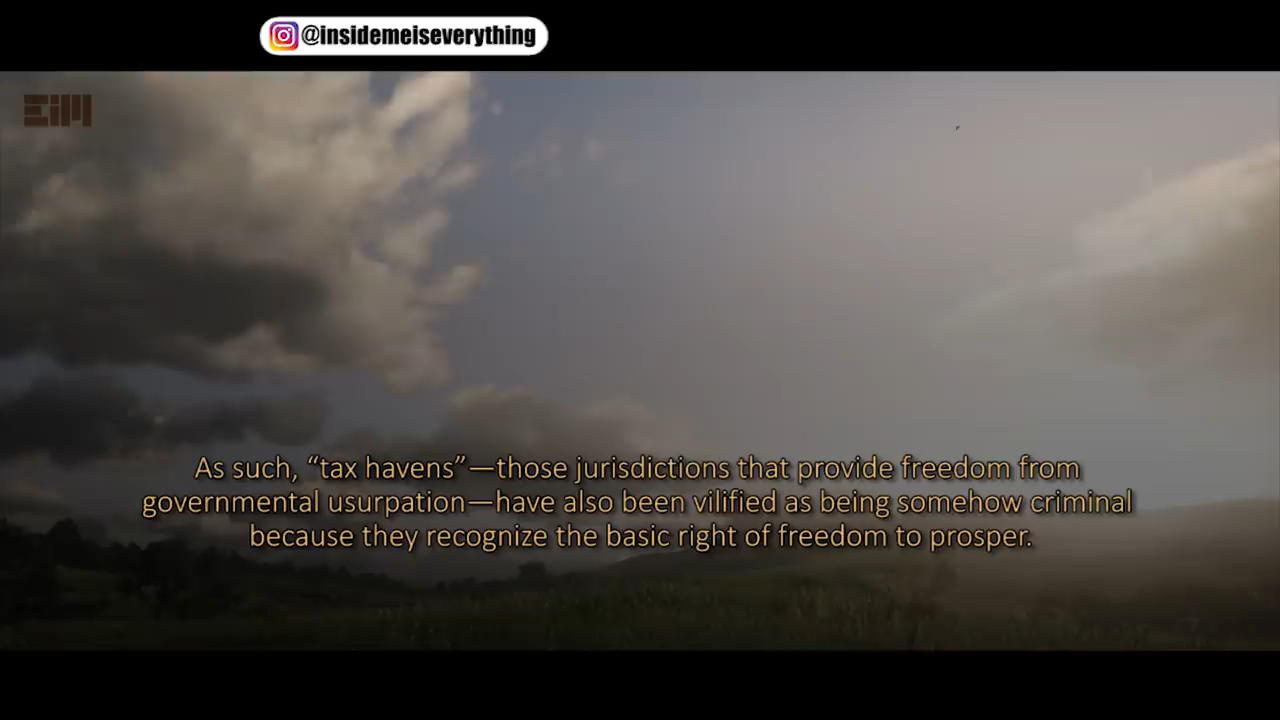 @insidemeiseverything
EiM
As such, “tax havens”—those jurisdictions that provide freedom from
governmental usurpation—have also been vilified as being somehow criminal
because they recognize the basic right of freedom to prosper.